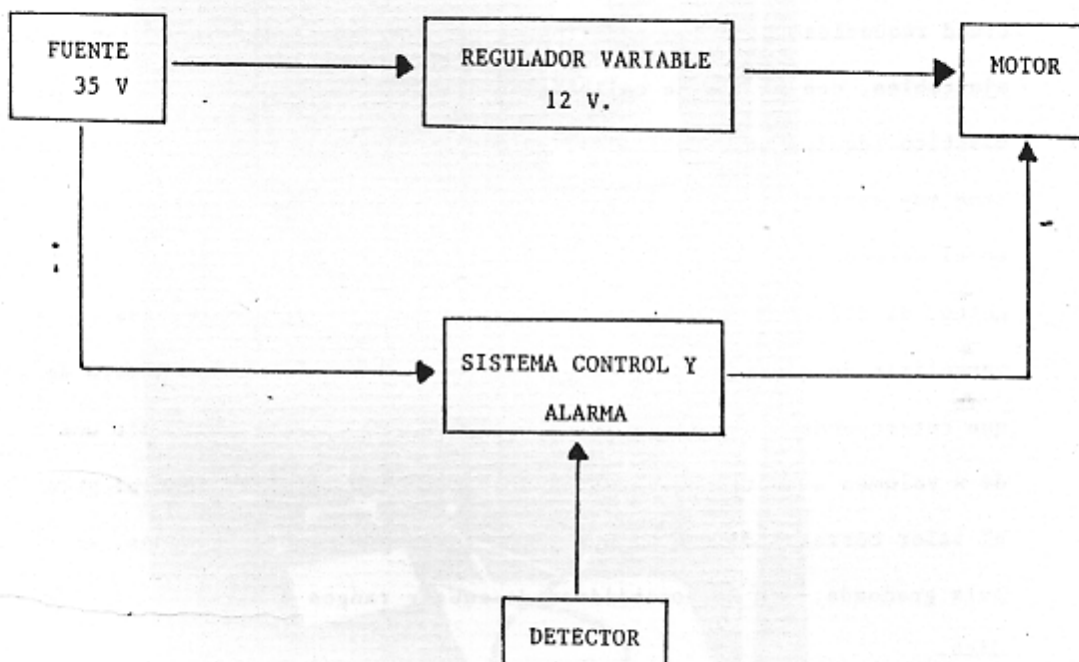 FUENTE
35 V
REGULADOR VARIABLE
12 V.
MOTOR
SISTEMA CONTROL Y
ALARMA
DETECTOR